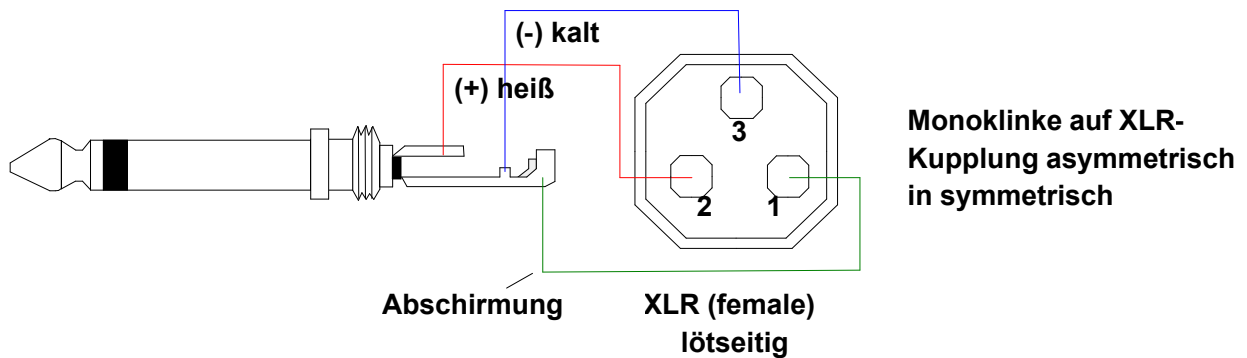 (-) kalt
(+) heiß
3
2
1
Monoklinke auf XLR-
Kupplung asymmetrisch
in symmetrisch
Abschirmung
XLR (female)
lötseitig